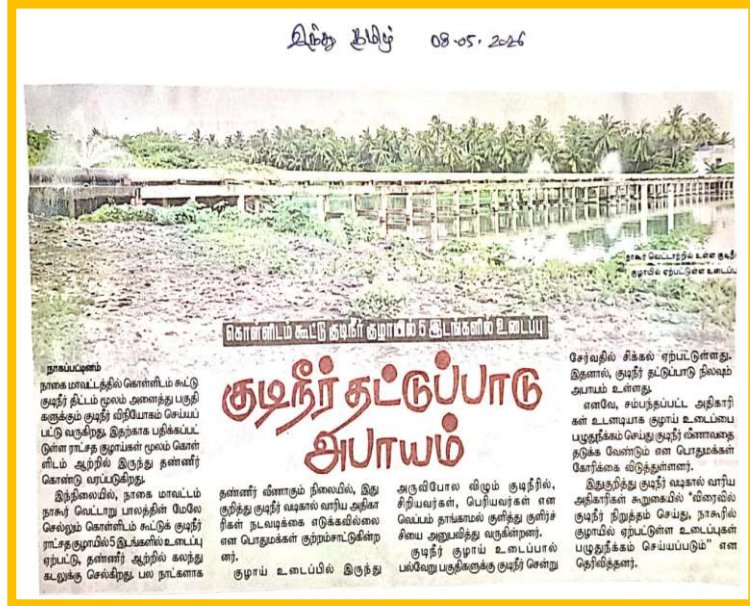 இந்து தமிழ் 08.05.2026
நாகூர் வெட்டாற்றில் உள்ள குடிநீர்
குழாயில் ஏற்பட்டுள்ள உடைப்பு
கொள்ளிடம் கூட்டு குடிநீர் குழாயில் 5 இடங்களில் உடைப்பு
குடிநீர் தட்டுப்பாடு
அபாயம்
நாகப்பட்டினம்
நாகை மாவட்டத்தில் கொள்ளிடம் கூட்டு
குடிநீர் திட்டம் மூலம் அனைத்து பகுதி
களுக்கும் குடிநீர் விநியோகம் செய்யப்
பட்டு வருகிறது. இதற்காக பதிக்கப்பட்
டுள்ள ராட்சத குழாய்கள் மூலம் கொள்
ளிடம் ஆற்றில் இருந்து தண்ணீர்
கொண்டு வரப்படுகிறது.
இந்நிலையில், நாகை மாவட்டம்
நாகூர் வெட்டாறு பாலத்தின் மேலே
செல்லும் கொள்ளிடம் கூட்டுக் குடிநீர்
ராட்சத குழாயில் 5 இடங்களில் உடைப்பு
ஏற்பட்டு, தண்ணீர் ஆற்றில் கலந்து
கடலுக்கு செல்கிறது. பல நாட்களாக
தண்ணீர் வீணாகும் நிலையில், இது
குறித்து குடிநீர் வடிகால் வாரிய அதிகா
ரிகள் நடவடிக்கை எடுக்கவில்லை
என பொதுமக்கள் குற்றம்சாட்டுகின்ற
னர்.
குழாய் உடைப்பில் இருந்து
அருவிபோல விழும் குடிநீரில்,
சிறியவர்கள், பெரியவர்கள் என
வெப்பம் தாங்காமல் குளித்து குளிர்ச்
சியை அனுபவித்து வருகின்றனர்.
குடிநீர் குழாய் உடைப்பால்
பல்வேறு பகுதிகளுக்கு குடிநீர் சென்று
சேர்வதில் சிக்கல் ஏற்பட்டுள்ளது.
இதனால், குடிநீர் தட்டுப்பாடு நிலவும்
அபாயம் உள்ளது.
எனவே, சம்பந்தப்பட்ட அதிகாரி
கள் உடனடியாக குழாய் உடைப்பை
பழுதுநீக்கம் செய்து குடிநீர் வீணாவதை
தடுக்க வேண்டும் என பொதுமக்கள்
கோரிக்கை விடுத்துள்ளனர்.
இதுகுறித்து குடிநீர் வடிகால் வாரிய
அதிகாரிகள் கூறுகையில் "விரைவில்
குடிநீர் நிறுத்தம் செய்து, நாகூரில்
குழாயில் ஏற்பட்டுள்ள உடைப்புகள்
பழுதுநீக்கம் செய்யப்படும்" என
தெரிவித்தனர்.